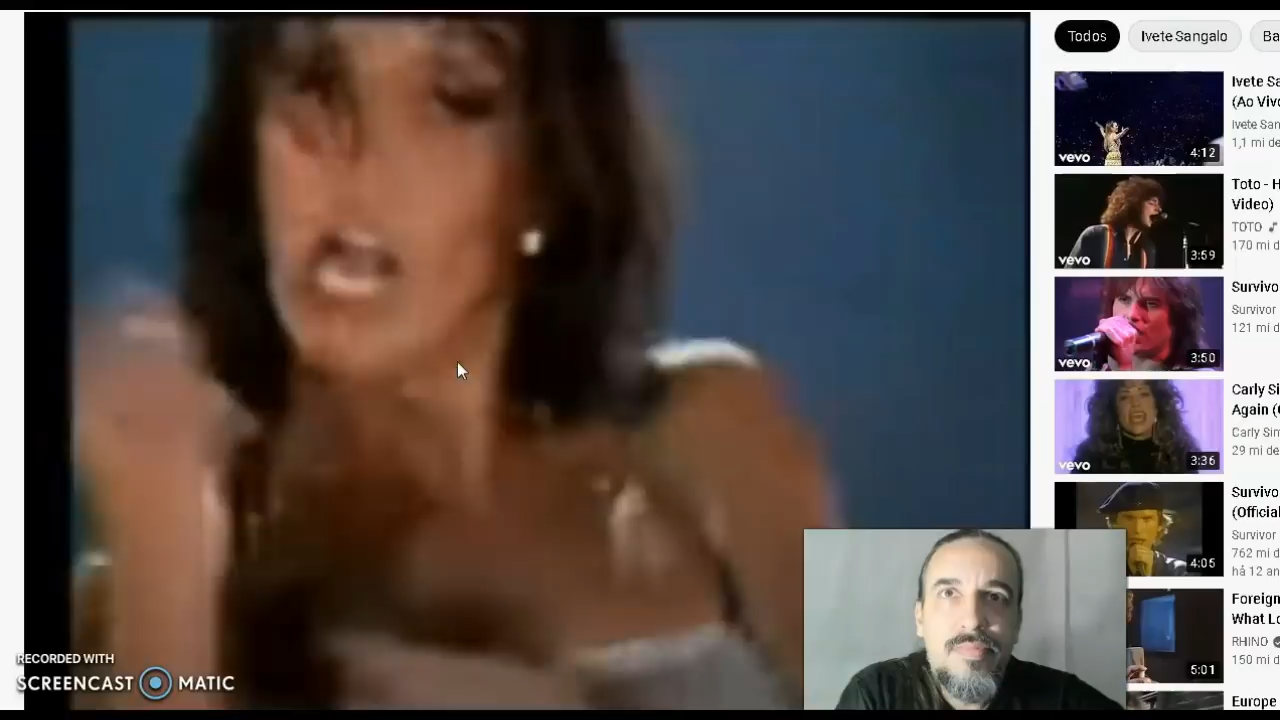 Todos
Ivete Sangalo
Ba
Ivete Sa
(Ao Vivo
Ivete San
1,1 mi de
vevo
4:12
Toto - H
Video)
TOTO
170 mi d
vevo
3:59
Survivo
Survivor
121 mi d
vevo
3:50
Carly Si
Again (
Carly Sim
29 mi de
vevo
3:36
Survivo
(Official
Survivor
762 mi d
há 12 an
4:05
Foreign
What Lo
RHINO
150 mi d
5:01
Europe
RECORDED WITH
SCREENCAST MATIC